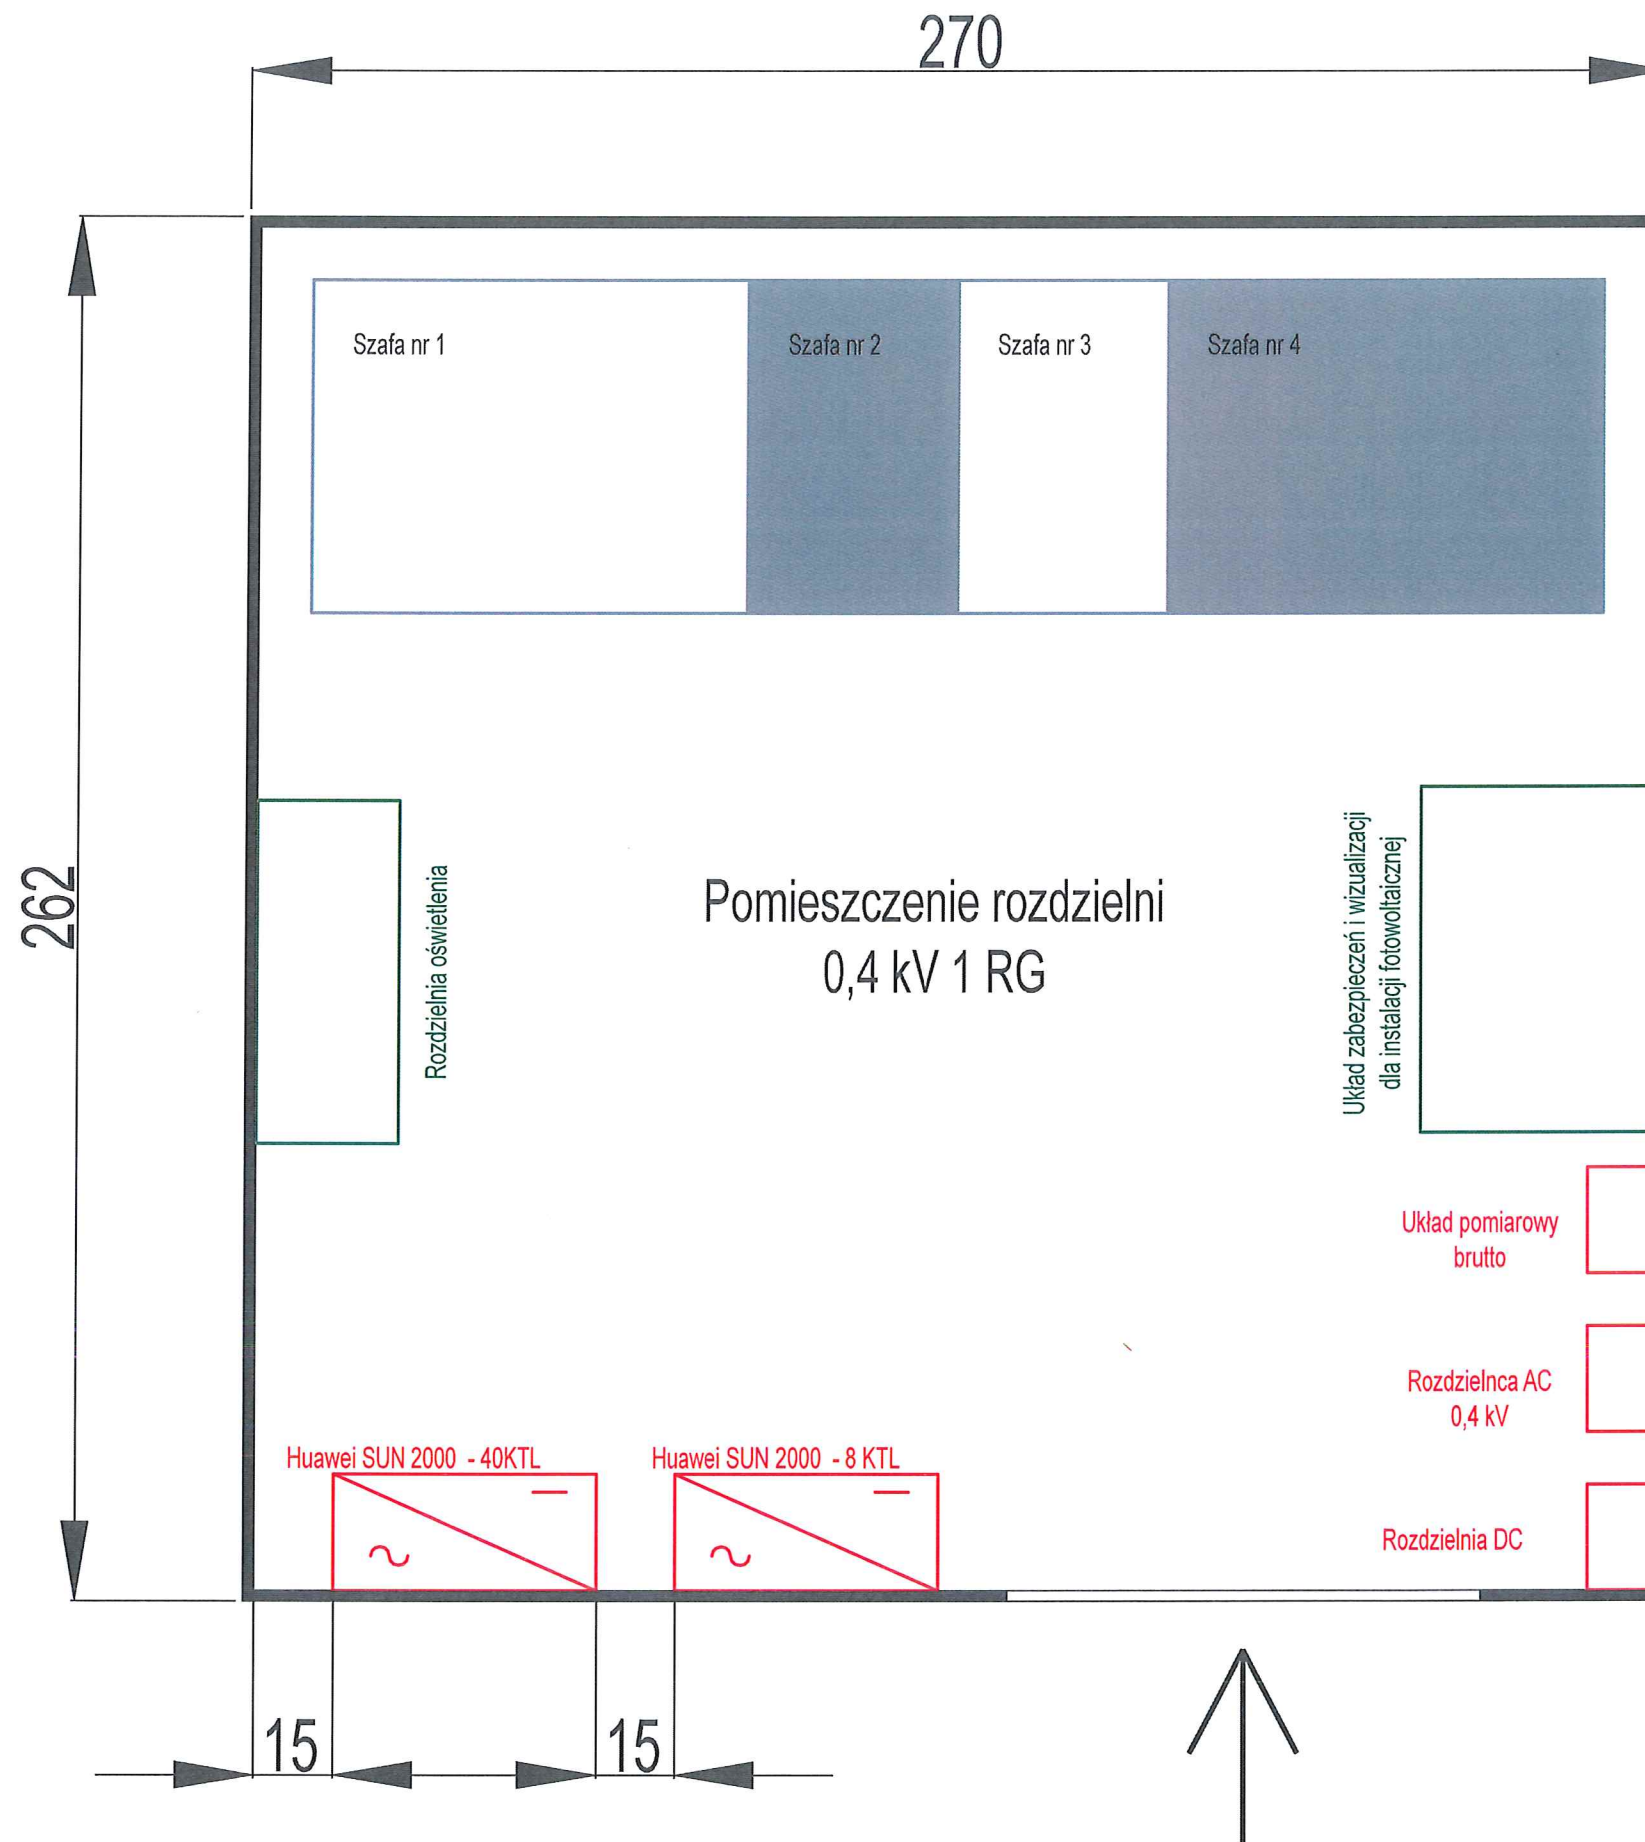 270
Szafa nr 1
Szafa nr 2
Szafa nr 3
Szafa nr 4
262
Rozdzielnia oświetlenia
Pomieszczenie rozdzielni
0,4 kV 1 RG
Układ zabezpieczeń i wizualizacji
dla instalacji fotowoltaicznej
Układ pomiarowy
brutto
Rozdzielnca AC
0,4 kV
Huawei SUN 2000 - 40KTL
Huawei SUN 2000 - 8 KTL
Rozdzielnia DC
15
15